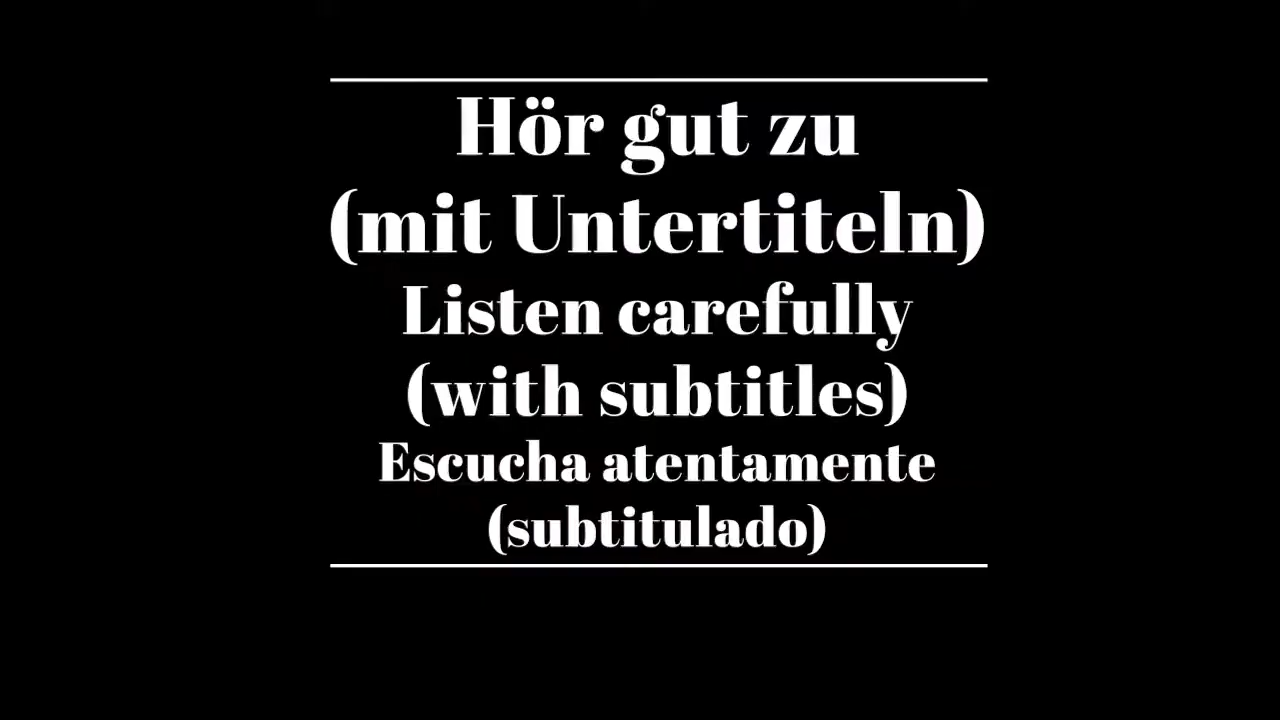 Hör gut zu
(mit Untertiteln)
Listen carefully
(with subtitles)
Escucha atentamente
(subtitulado)